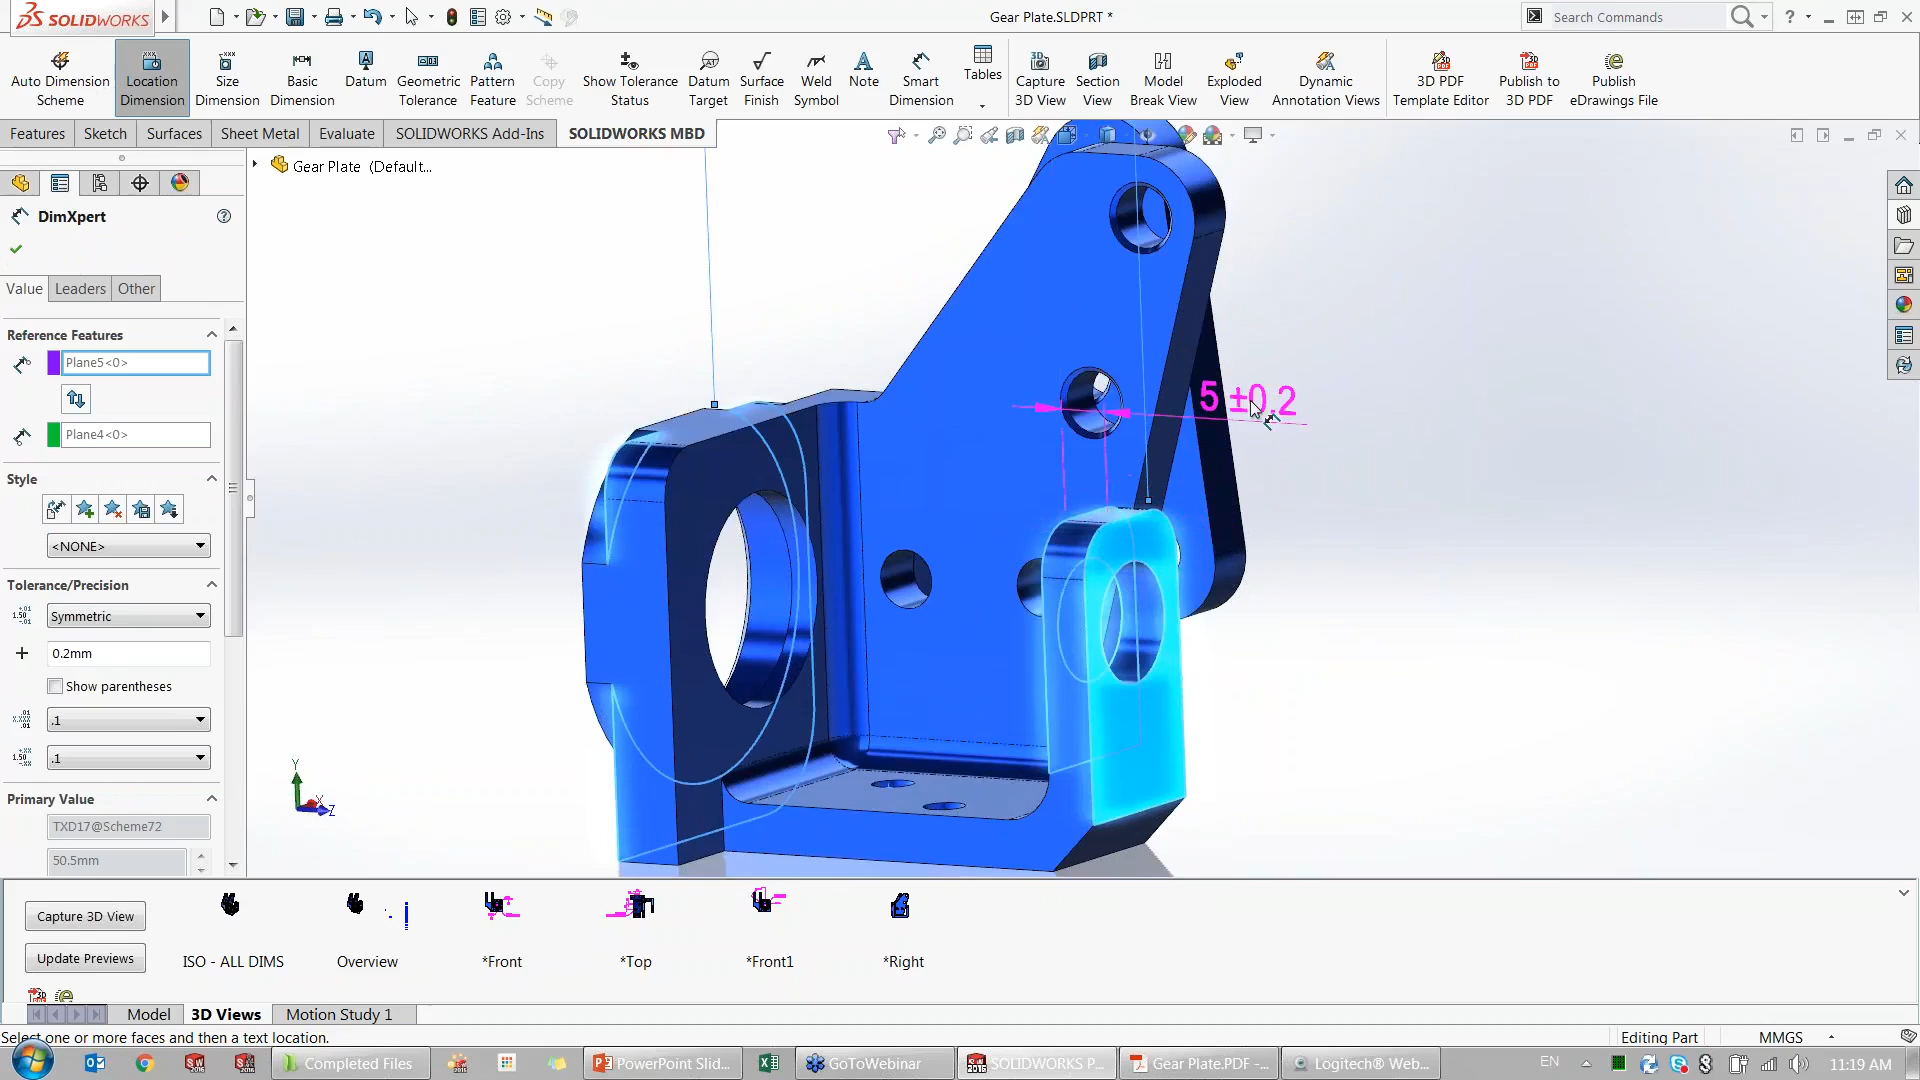 SOLIDWORKS
Gear Plate.SLDPRT *
Search Commands
Auto Dimension Scheme
Location Dimension
Size Dimension
Basic Dimension
Datum
Geometric Tolerance
Pattern Feature
Copy Scheme
Show Tolerance Status
Datum Target
Surface Finish
Weld Symbol
Note
Smart Dimension
Tables
Capture 3D View
Section View
Model Break View
Exploded View
Dynamic Annotation Views
3D PDF Template Editor
Publish to 3D PDF
Publish to eDrawings File
Features
Sketch
Surfaces
Sheet Metal
Evaluate
SOLIDWORKS Add-Ins
SOLIDWORKS MBD
Gear Plate (Default...
DimXpert
Value
Leaders
Other
Reference Features
Plane5<0>
Plane4<0>
Style
<NONE>
Tolerance/Precision
Symmetric
+
0.2mm
Show parentheses
.1
.1
Primary Value
TXD17@Scheme72
50.5mm
5 ±0.2
Y
X
Z
Capture 3D View
Update Previews
ISO - ALL DIMS
Overview
*Front
*Top
*Front1
*Right
Model
3D Views
Motion Study 1
Select one or more faces and then a text location.
Editing Part
MMGS
Completed Files
PowerPoint Slid...
GoToWebinar
SOLIDWORKS P...
Gear Plate.PDF -...
Logitech® Web...
EN
11:19 AM